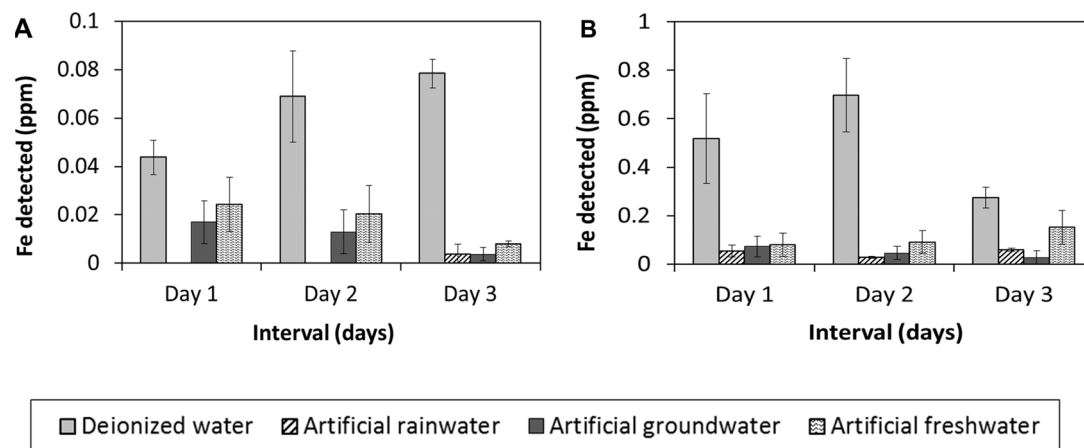 A
Fe detected (ppm)
0.1
0.08
0.06
0.04
0.02
0
Day 1 Day 2 Day 3
Interval (days)
B
Fe detected (ppm)
1
0.8
0.6
0.4
0.2
0
Day 1 Day 2 Day 3
Interval (days)
Deionized water Artificial rainwater Artificial groundwater Artificial freshwater